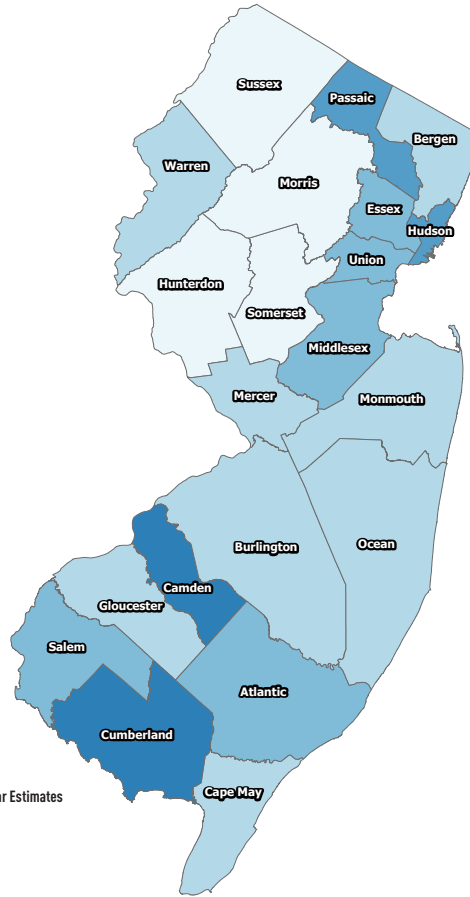 Sussex
Passaic
Bergen
Warren
Morris
Essex
Hudson
Union
Hunterdon
Somerset
Middlesex
Mercer
Monmouth
Burlington
Ocean
Camden
Gloucester
Salem
Atlantic
Cumberland
Cape May
Estimates